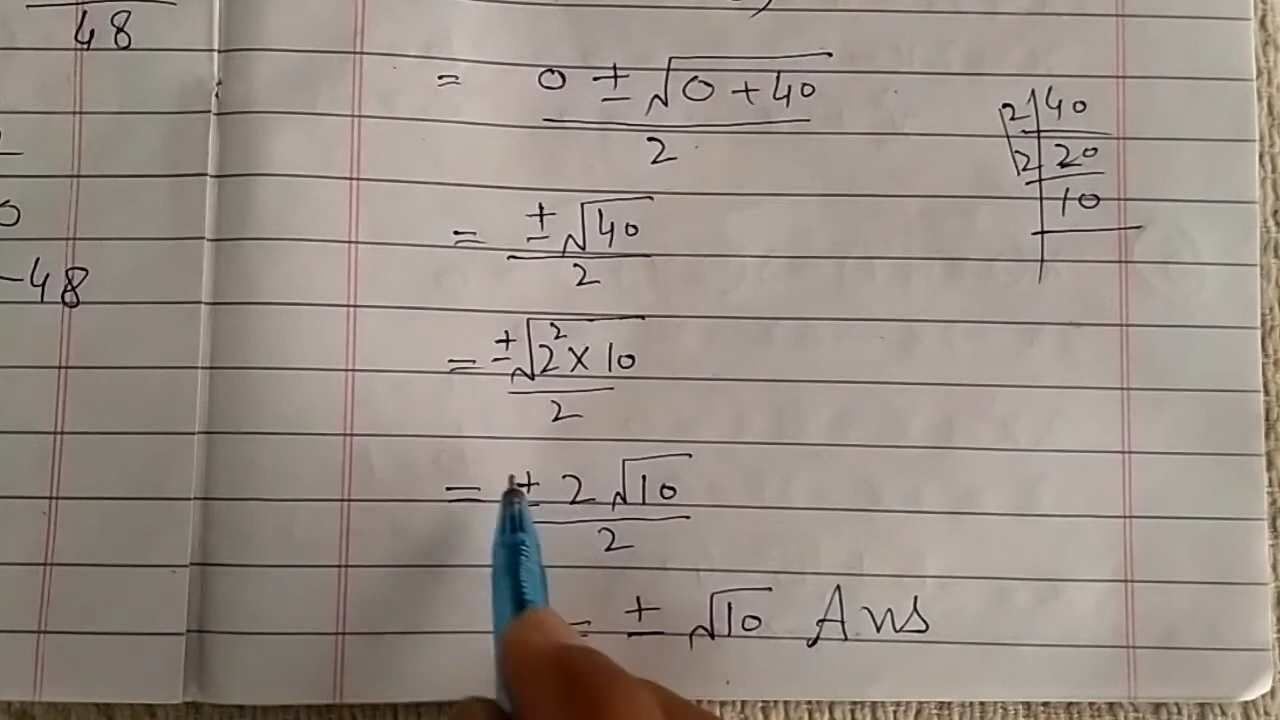 48
0
-48
= 0 ± √(0 + 40) / 2
= ± √40 / 2
= ± √(2² × 10) / 2
= ± 2 √10 / 2
= ± √10 Ans
2 | 40
2 | 20
10